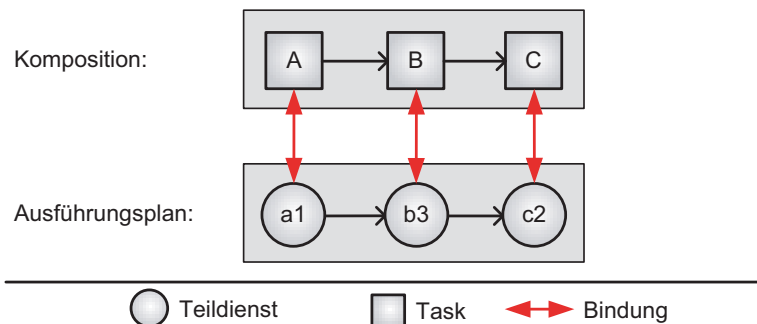 Komposition: A B C
Ausführungsplan: a1 b3 c2
Teildienst Task Bindung